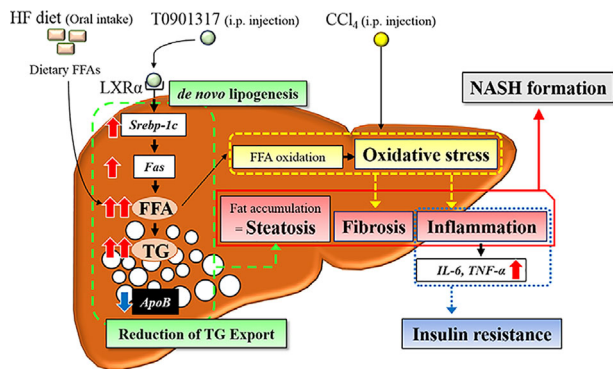 HF diet (Oral intake)
T0901317 (i.p. injection)
CCl4 (i.p. injection)
Dietary FFAs
LXRα
de novo lipogenesis
NASH formation
Srebp-1c
Fas
FFA oxidation
Oxidative stress
FFA
Fat accumulation
= Steatosis
Fibrosis
Inflammation
TG
IL-6, TNF-α
ApoB
Reduction of TG Export
Insulin resistance